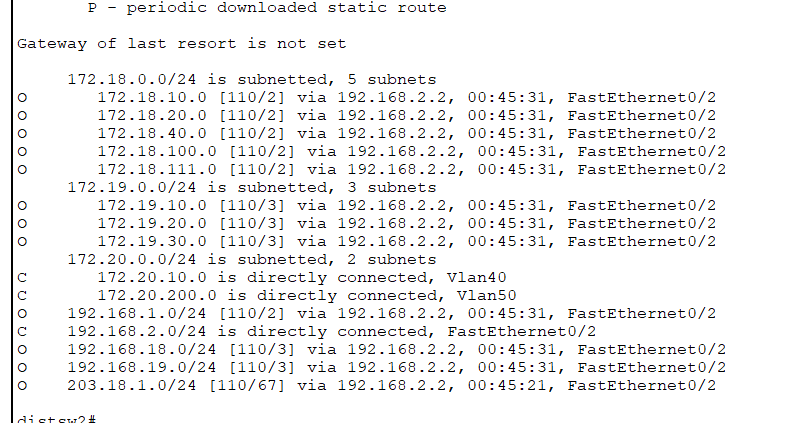 P - periodic downloaded static route
Gateway of last resort is not set
172.18.0.0/24 is subnetted, 5 subnets
O 172.18.10.0 [110/2] via 192.168.2.2, 00:45:31, FastEthernet0/2
O 172.18.20.0 [110/2] via 192.168.2.2, 00:45:31, FastEthernet0/2
O 172.18.40.0 [110/2] via 192.168.2.2, 00:45:31, FastEthernet0/2
O 172.18.100.0 [110/2] via 192.168.2.2, 00:45:31, FastEthernet0/2
O 172.18.111.0 [110/2] via 192.168.2.2, 00:45:31, FastEthernet0/2
172.19.0.0/24 is subnetted, 3 subnets
O 172.19.10.0 [110/3] via 192.168.2.2, 00:45:31, FastEthernet0/2
O 172.19.20.0 [110/3] via 192.168.2.2, 00:45:31, FastEthernet0/2
O 172.19.30.0 [110/3] via 192.168.2.2, 00:45:31, FastEthernet0/2
172.20.0.0/24 is subnetted, 2 subnets
C 172.20.10.0 is directly connected, Vlan40
C 172.20.200.0 is directly connected, Vlan50
O 192.168.1.0/24 [110/2] via 192.168.2.2, 00:45:31, FastEthernet0/2
C 192.168.2.0/24 is directly connected, FastEthernet0/2
O 192.168.18.0/24 [110/3] via 192.168.2.2, 00:45:31, FastEthernet0/2
O 192.168.19.0/24 [110/3] via 192.168.2.2, 00:45:31, FastEthernet0/2
O 203.18.1.0/24 [110/67] via 192.168.2.2, 00:45:21, FastEthernet0/2
distsw2#